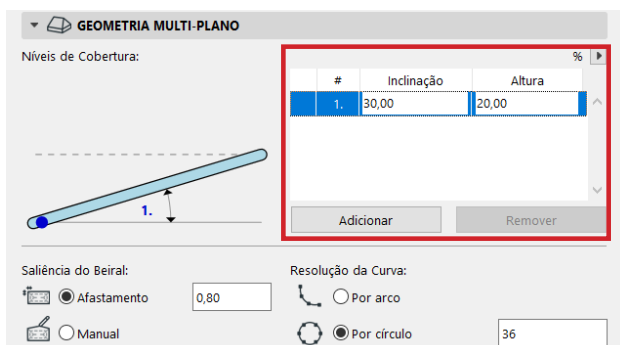 GEOMETRIA MULTI-PLANO
Níveis de Cobertura:
%
# Inclinação Altura
1. 30,00 20,00
1.
Adicionar Remover
Saliência do Beiral: Resolução da Curva:
Afastamento 0,80 Por arco
Manual Por círculo 36